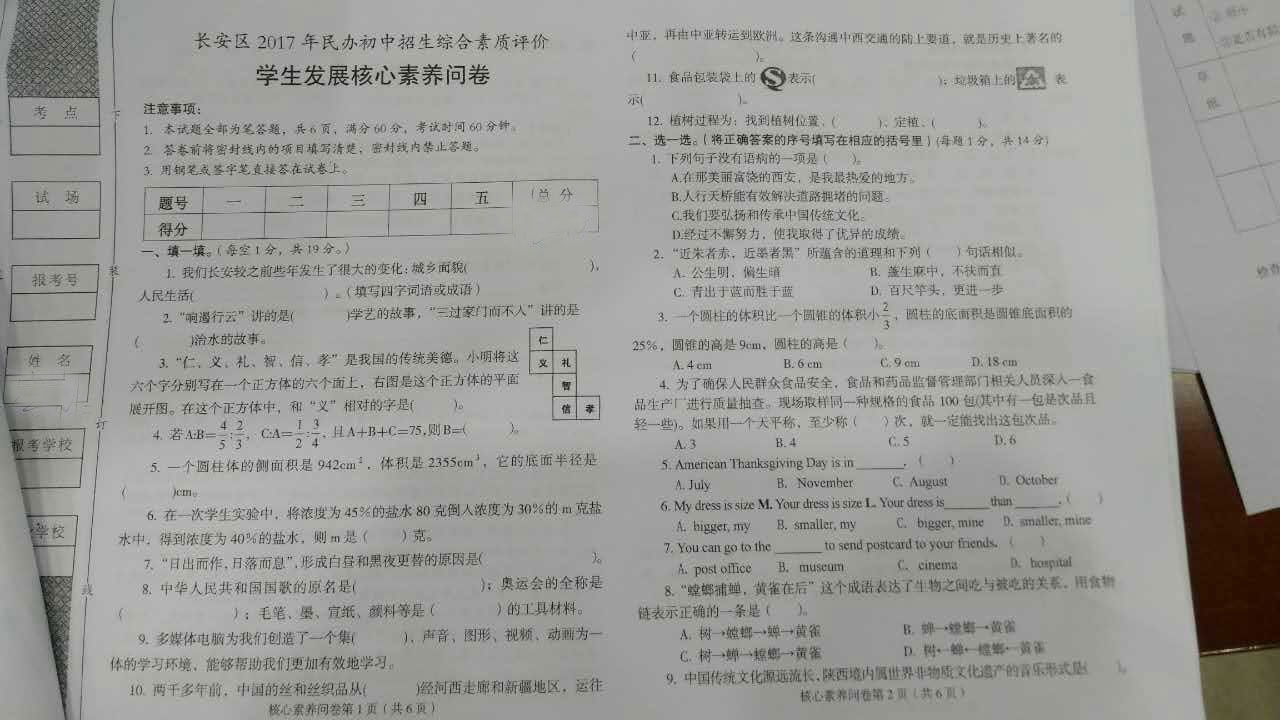 考 点
试 场
报考号
姓 名
报考学校
学校
订
线
长安区 2017 年民办初中招生综合素质评价
学生发展核心素养问卷
注意事项:
1. 本试题全部为笔答题，共 6 页，满分 60 分，考试时间 60 分钟。
2. 答卷前将密封线内的项目填写清楚，密封线内禁止答题。
3. 用钢笔或签字笔直接答在试卷上。
题号 一 二 三 四 五 总 分
得分
一、填一填。(每空 1 分，共 19 分。)
1. 我们长安较之前些年发生了很大的变化:城乡面貌( ),
人民生活( )。(填写四字词语或成语)
2. “响遏行云”讲的是( )学艺的故事，“三过家门而不入”讲的是
( )治水的故事。
3. “仁、义、礼、智、信、孝”是我国的传统美德。小明将这
六个字分别写在一个正方体的六个面上，右图是这个正方体的平面
展开图。在这个正方体中，和“义”相对的字是( )。
仁
义 礼
智
信 孝
4. 若 A:B=4/5:2/3，C:A=1/2:3/4，且 A+B+C=75,则 B=( )。
5. 一个圆柱体的侧面积是 942cm²，体积是 2355cm³，它的底面半径是
( )cm。
6. 在一次学生实验中，将浓度为 45%的盐水 80 克倒人浓度为 30%的 m 克盐
水中，得到浓度为 40%的盐水，则 m 是( )克。
7. “日出而作,日落而息”,形成白昼和黑夜更替的原因是( )。
8. 中华人民共和国国歌的原名是( )；奥运会的全称是
( )；毛笔、墨、宣纸、颜料等是( )的工具材料。
9. 多媒体电脑为我们创造了一个集( )、声音、图形、视频、动画为一
体的学习环境，能够帮助我们更加有效地学习。
10. 两千多年前，中国的丝和丝织品从( )经河西走廊和新疆地区，运往
核心素养问卷第 1 页 (共 6 页)
中亚，再由中亚转运到欧洲。这条沟通中西交通的陆上要道，就是历史上著名的
( )。
11. 食品包装袋上的 表示( )；垃圾箱上的 表
示( )。
12. 植树过程为：找到植树位置、( )、定植、( )。
二、选一选。(将正确答案的序号填写在相应的括号里)(每题 1 分，共 14 分)
1. 下列句子没有语病的一项是( )。
A.在那美丽富饶的西安，是我最热爱的地方。
B.人行天桥能有效解决道路拥堵的问题。
C.我们要弘扬和传承中国传统文化。
D.经过不懈努力，使我取得了优异的成绩。
2. “近朱者赤，近墨者黑”所蕴含的道理和下列( )句话相似。
A. 公生明，偏生暗 B. 蓬生麻中，不扶而直
C. 青出于蓝而胜于蓝 D. 百尺竿头，更进一步
3. 一个圆柱的体积比一个圆锥的体积小2/3，圆柱的底面积是圆锥底面积的
25%，圆锥的高是 9cm，圆柱的高是( )。
A. 4 cm B. 6 cm C. 9 cm D. 18 cm
4. 为了确保人民群众食品安全，食品和药品监督管理部门相关人员深入一食
品生产厂进行质量抽查。现场取样同一种规格的食品 100 包(其中有一包是次品且
轻一些)。如果用一个天平称，至少称( )次，就一定能找出这包次品。
A. 3 B. 4 C. 5 D. 6
5. American Thanksgiving Day is in ______. ( )
A. July B. November C. August D. October
6. My dress is size M. Your dress is size L. Your dress is______than______. ( )
A. bigger, my B. smaller, my C. bigger, mine D. smaller, mine
7. You can go to the ______ to send postcard to your friends. ( )
A. post office B. museum C. cinema D. hospital
8. “螳螂捕蝉，黄雀在后”这个成语表达了生物之间吃与被吃的关系，用食物
链表示正确的一条是( )。
A. 树→螳螂→蝉→黄雀 B. 蝉→螳螂→黄雀
C. 树→蝉→螳螂→黄雀 D. 树←蝉←螳螂←黄雀
9. 中国传统文化源远流长,陕西境内属世界非物质文化遗产的音乐形式是( )。
核心素养问卷第 2 页 (共 6 页)
试
题
草
纸
检查